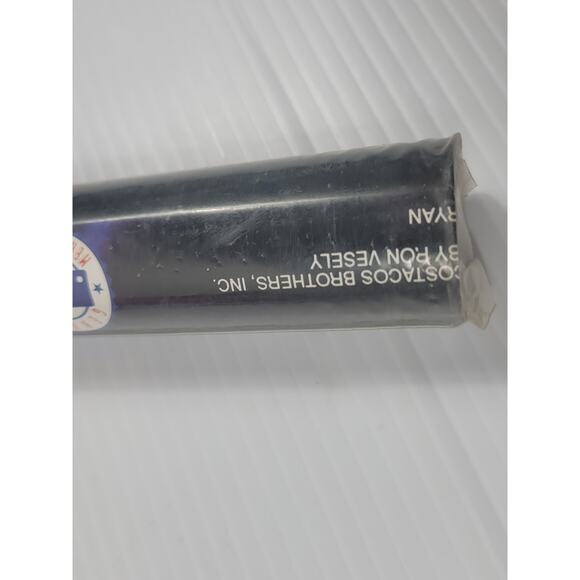 COSTACOS BROTHERS, INC.
BY RON VESELY
RYAN